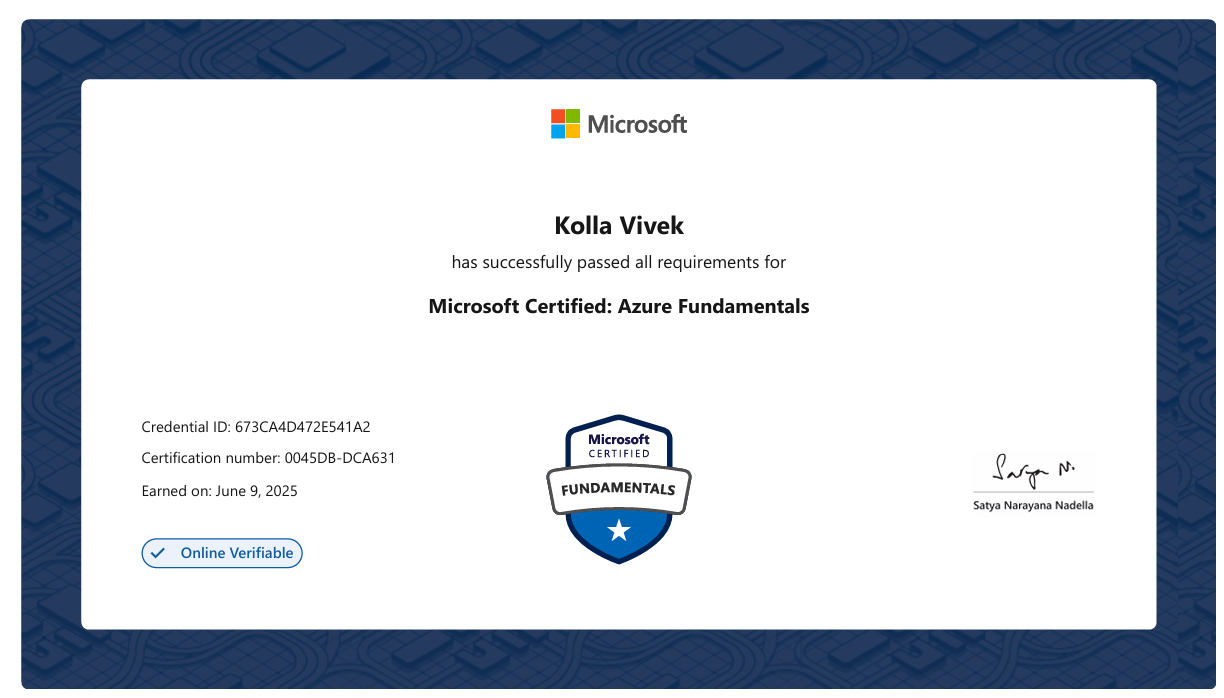 Microsoft
Kolla Vivek
has successfully passed all requirements for
Microsoft Certified: Azure Fundamentals
Credential ID: 673CA4D472E541A2
Certification number: 0045DB-DCA631
Earned on: June 9, 2025
Online Verifiable
Microsoft
CERTIFIED
FUNDAMENTALS
Satya N.
Satya Narayana Nadella